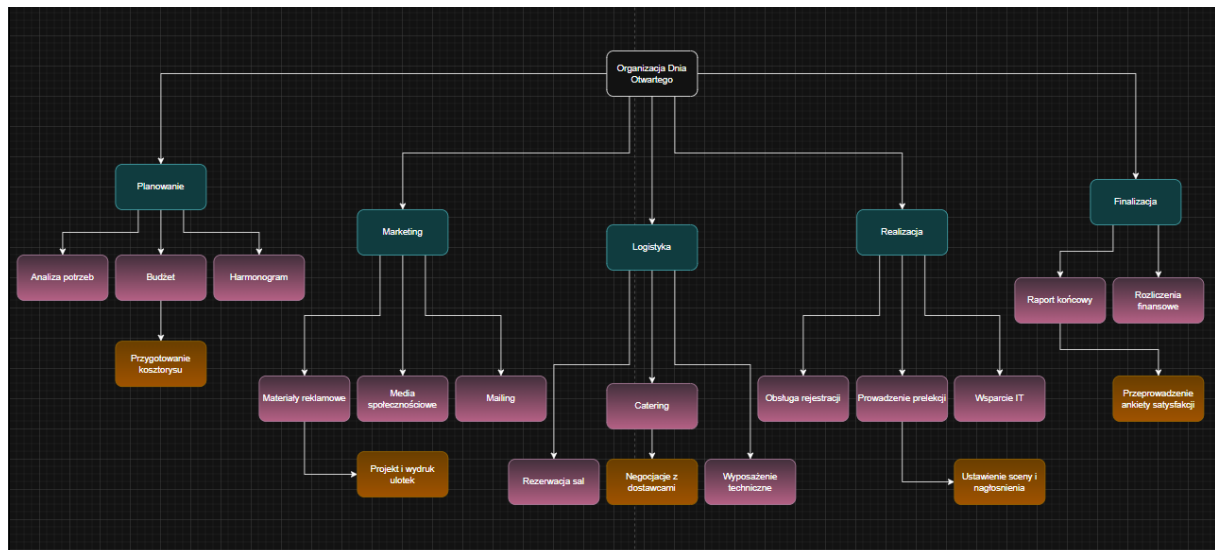 Organizacja Dnia
Otwartego
Planowanie
Marketing
Logistyka
Realizacja
Finalizacja
Analiza potrzeb
Budżet
Harmonogram
Przygotowanie
kosztorysu
Materiały reklamowe
Media
społecznościowe
Mailing
Projekt i wydruk
ulotek
Rezerwacja sal
Catering
Negocjacje z
dostawcami
Wyposażenie
techniczne
Obsługa rejestracji
Prowadzenie prelekcji
Wsparcie IT
Ustawienie sceny i
nagłośnienia
Raport końcowy
Rozliczenia
finansowe
Przeprowadzenie
ankiety satysfakcji